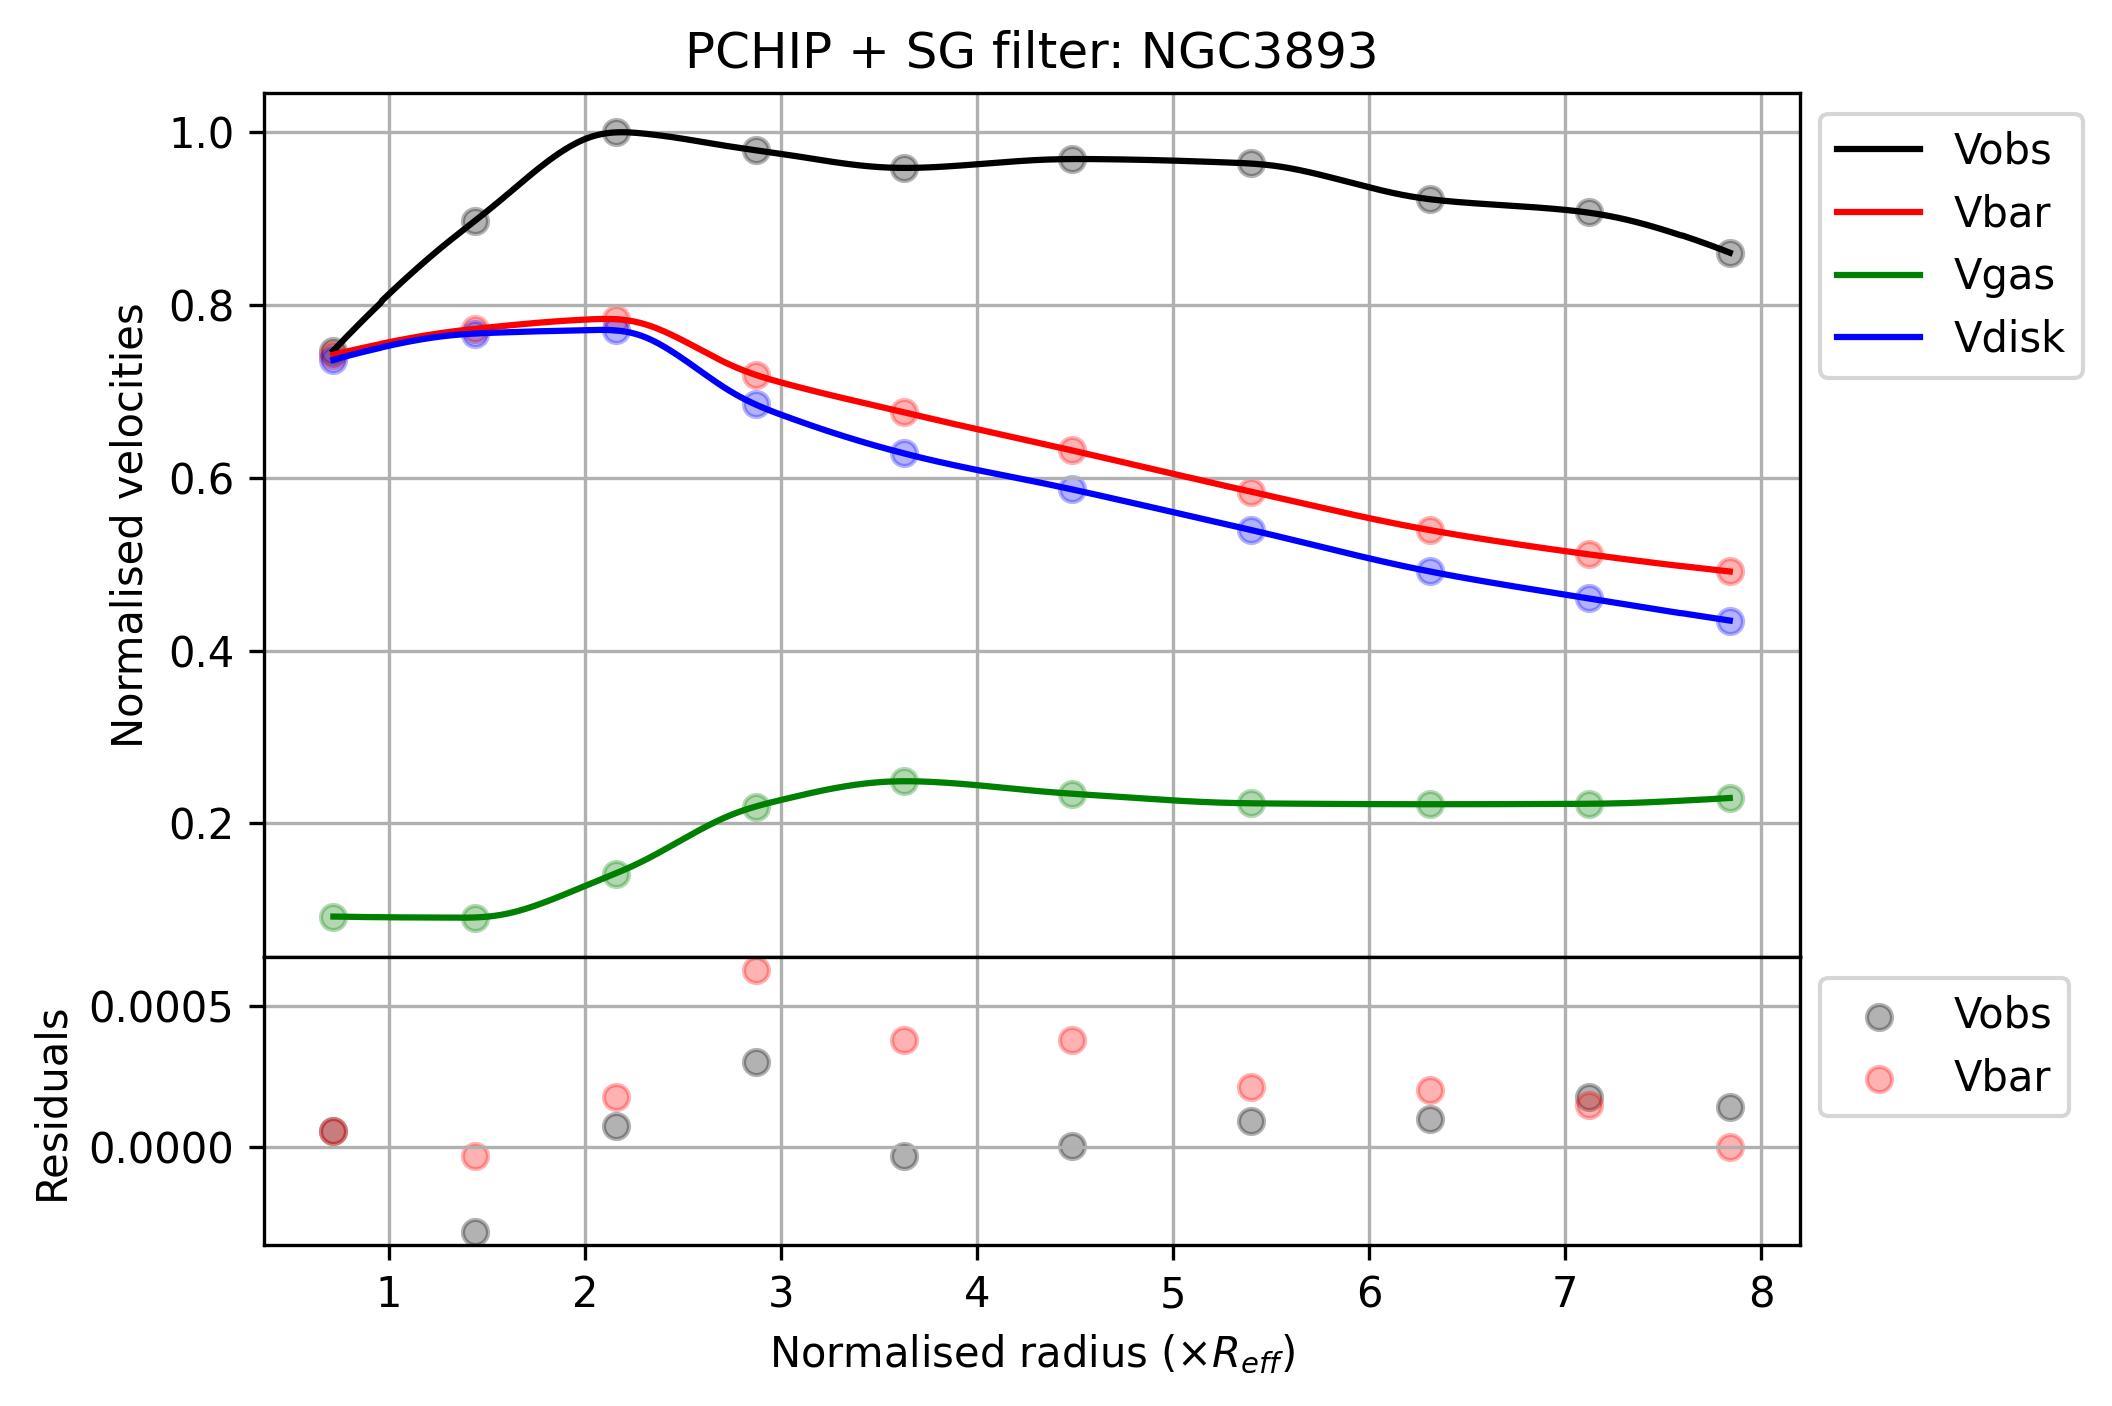 PCHIP + SG filter: NGC3893
Normalised velocities
1.0
0.8
0.6
0.4
0.2
Vobs
Vbar
Vgas
Vdisk
Residuals
0.0005
0.0000
Vobs
Vbar
1 2 3 4 5 6 7 8
Normalised radius (×R_eff)